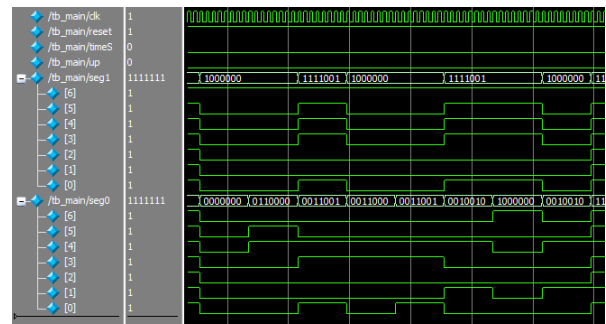 /tb_main/clk 1
/tb_main/reset 1
/tb_main/timeS 0
/tb_main/up 0
/tb_main/seg1 1111111 1000000 1111001 1000000 1111001 1000000 11
[6] 1
[5] 1
[4] 1
[3] 1
[2] 1
[1] 1
[0] 1
/tb_main/seg0 1111111 0000000 0110000 0011001 0011000 0011001 0010010 1000000 0010010 11
[6] 1
[5] 1
[4] 1
[3] 1
[2] 1
[1] 1
[0] 1